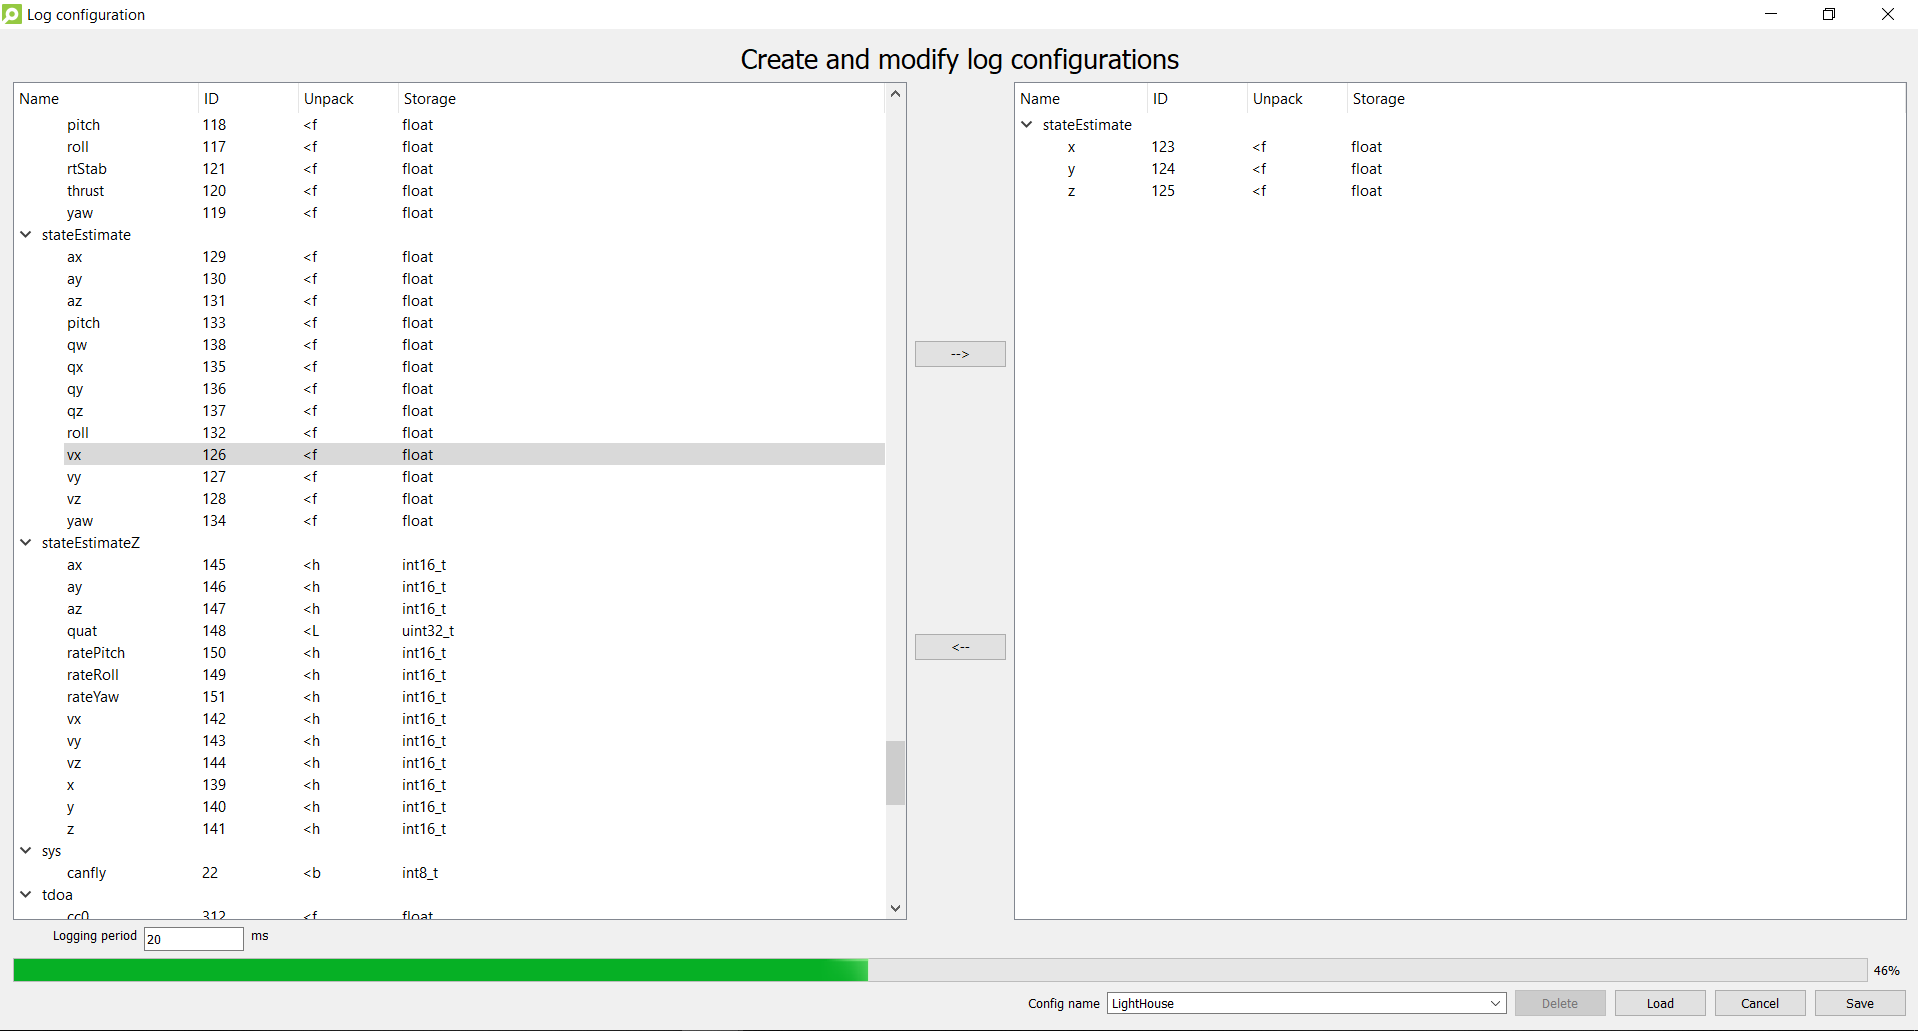 Log configuration
Create and modify log configurations
Name ID Unpack Storage
pitch 118 <f float
roll 117 <f float
rtStab 121 <f float
thrust 120 <f float
yaw 119 <f float
stateEstimate
ax 129 <f float
ay 130 <f float
az 131 <f float
pitch 133 <f float
qw 138 <f float
qx 135 <f float
qy 136 <f float
qz 137 <f float
roll 132 <f float
vx 126 <f float
vy 127 <f float
vz 128 <f float
yaw 134 <f float
stateEstimateZ
ax 145 <h int16_t
ay 146 <h int16_t
az 147 <h int16_t
quat 148 <L uint32_t
ratePitch 150 <h int16_t
rateRoll 149 <h int16_t
rateYaw 151 <h int16_t
vx 142 <h int16_t
vy 143 <h int16_t
vz 144 <h int16_t
x 139 <h int16_t
y 140 <h int16_t
z 141 <h int16_t
sys
canfly 22 <b int8_t
tdoa
cc0 312 <f float
-->
<--
Name ID Unpack Storage
stateEstimate
x 123 <f float
y 124 <f float
z 125 <f float
Logging period 20 ms
46%
Config name LightHouse Delete Load Cancel Save